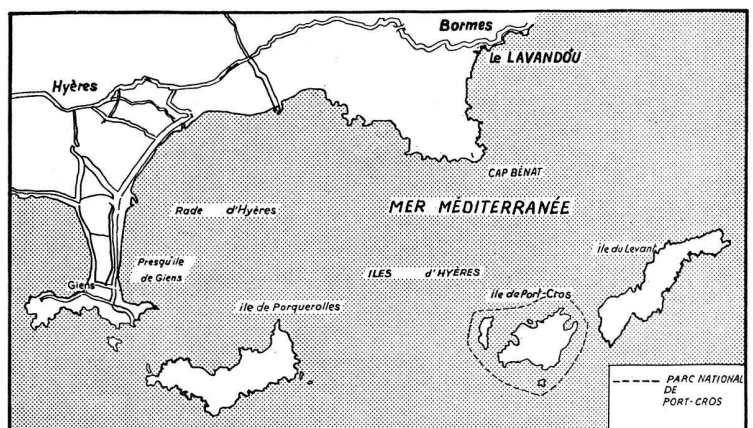 Bormes
le LAVANDOU
Hyères
CAP BÉNAT
Rade d'Hyères
MER MÉDITERRANÉE
île du Levant
Presqu'île
de Giens
ILES d'HYÈRES
Giens
île de Port-Cros
île de Porquerolles
PARC NATIONAL
DE
PORT-CROS